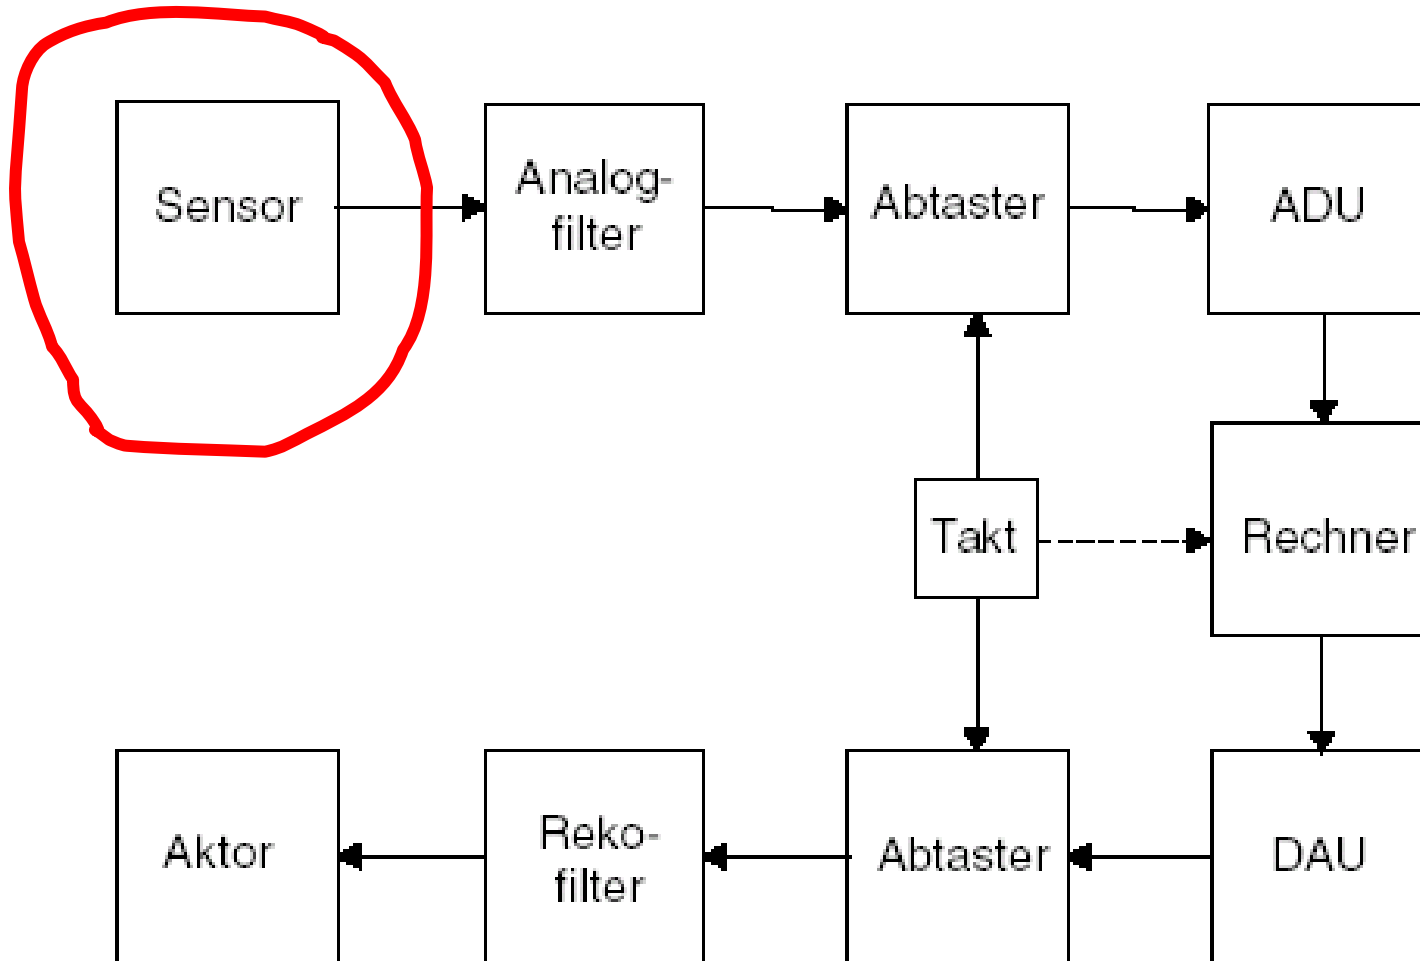 Sensor
Analog-
filter
Abtaster
ADU
Takt
Rechner
Aktor
Reko-
filter
Abtaster
DAU